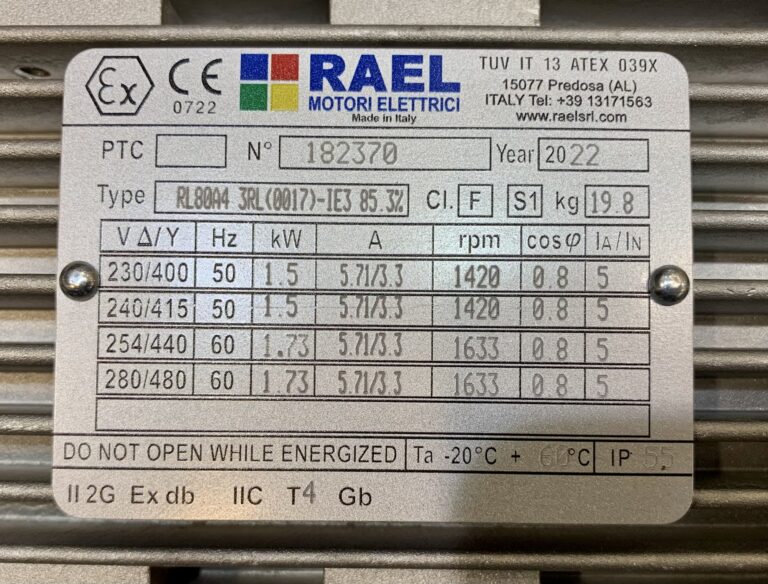 Ex CE 0722 RAEL MOTORI ELETTRICI Made in Italy
TUV IT 13 ATEX 039X
15077 Predosa (AL)
ITALY Tel: +39 13171563
www.raelsrl.com
PTC N° 182370 Year 2022
Type RL80A4 3RL(0017)-IE3 85.3% Cl. F S1 kg 19.8
V Δ/Y Hz kW A rpm cosφ IA/IN
230/400 50 1.5 5.71/3.3 1420 0.8 5
240/415 50 1.5 5.71/3.3 1420 0.8 5
254/440 60 1.73 5.71/3.3 1633 0.8 5
280/480 60 1.73 5.71/3.3 1633 0.8 5
DO NOT OPEN WHILE ENERGIZED Ta -20°C + 60°C IP 55
II 2G Ex db IIC T4 Gb